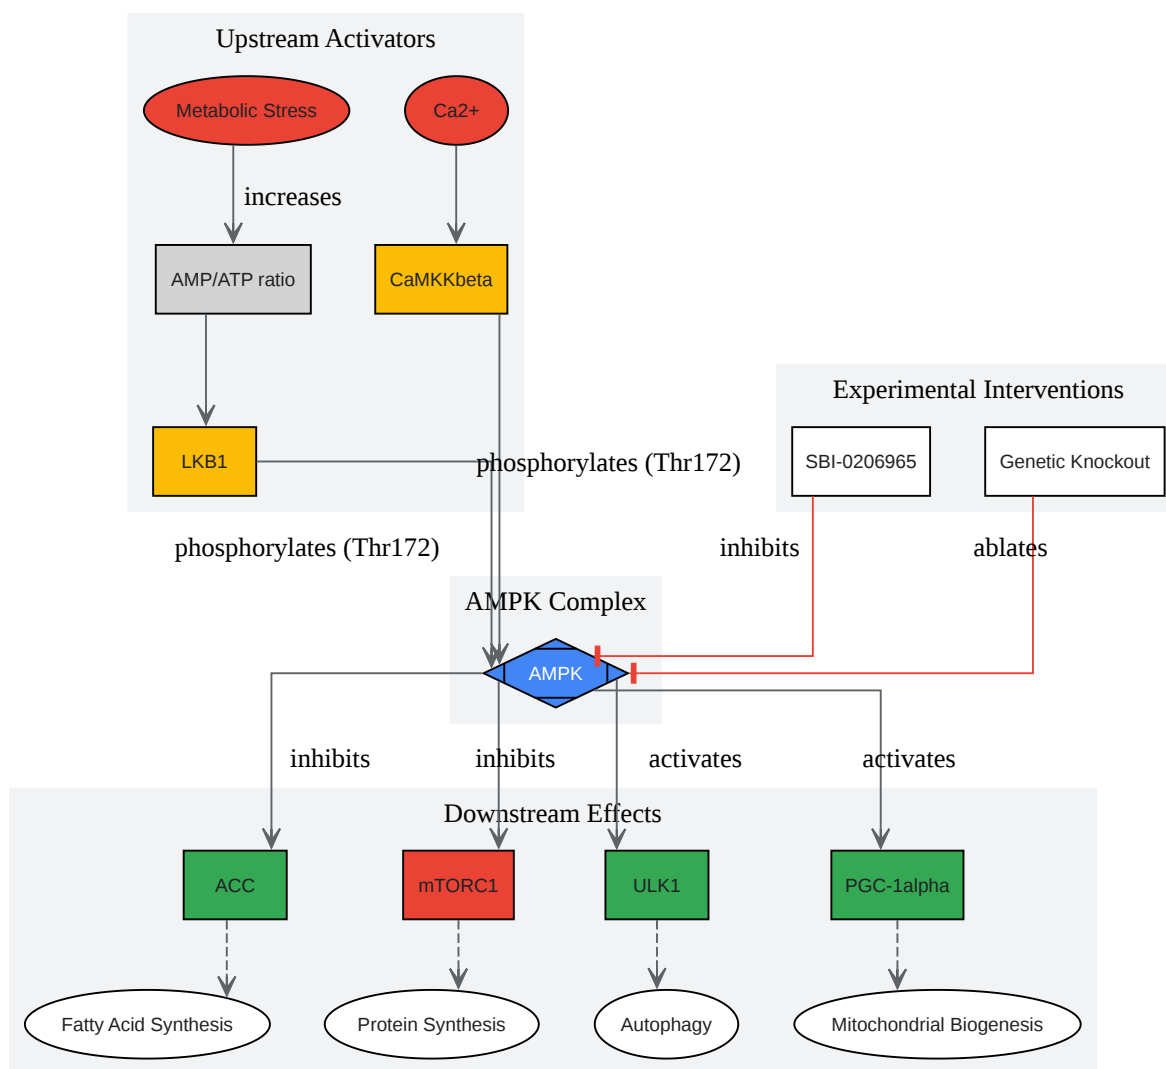 Upstream Activators
Metabolic Stress
Ca2+
increases
AMP/ATP ratio
CaMKKbeta
Experimental Interventions
LKB1
phosphorylates (Thr172)
SBI-0206965
Genetic Knockout
phosphorylates (Thr172)
inhibits
ablates
AMPK Complex
AMPK
inhibits
inhibits
activates
activates
Downstream Effects
ACC
mTORC1
ULK1
PGC-1alpha
Fatty Acid Synthesis
Protein Synthesis
Autophagy
Mitochondrial Biogenesis